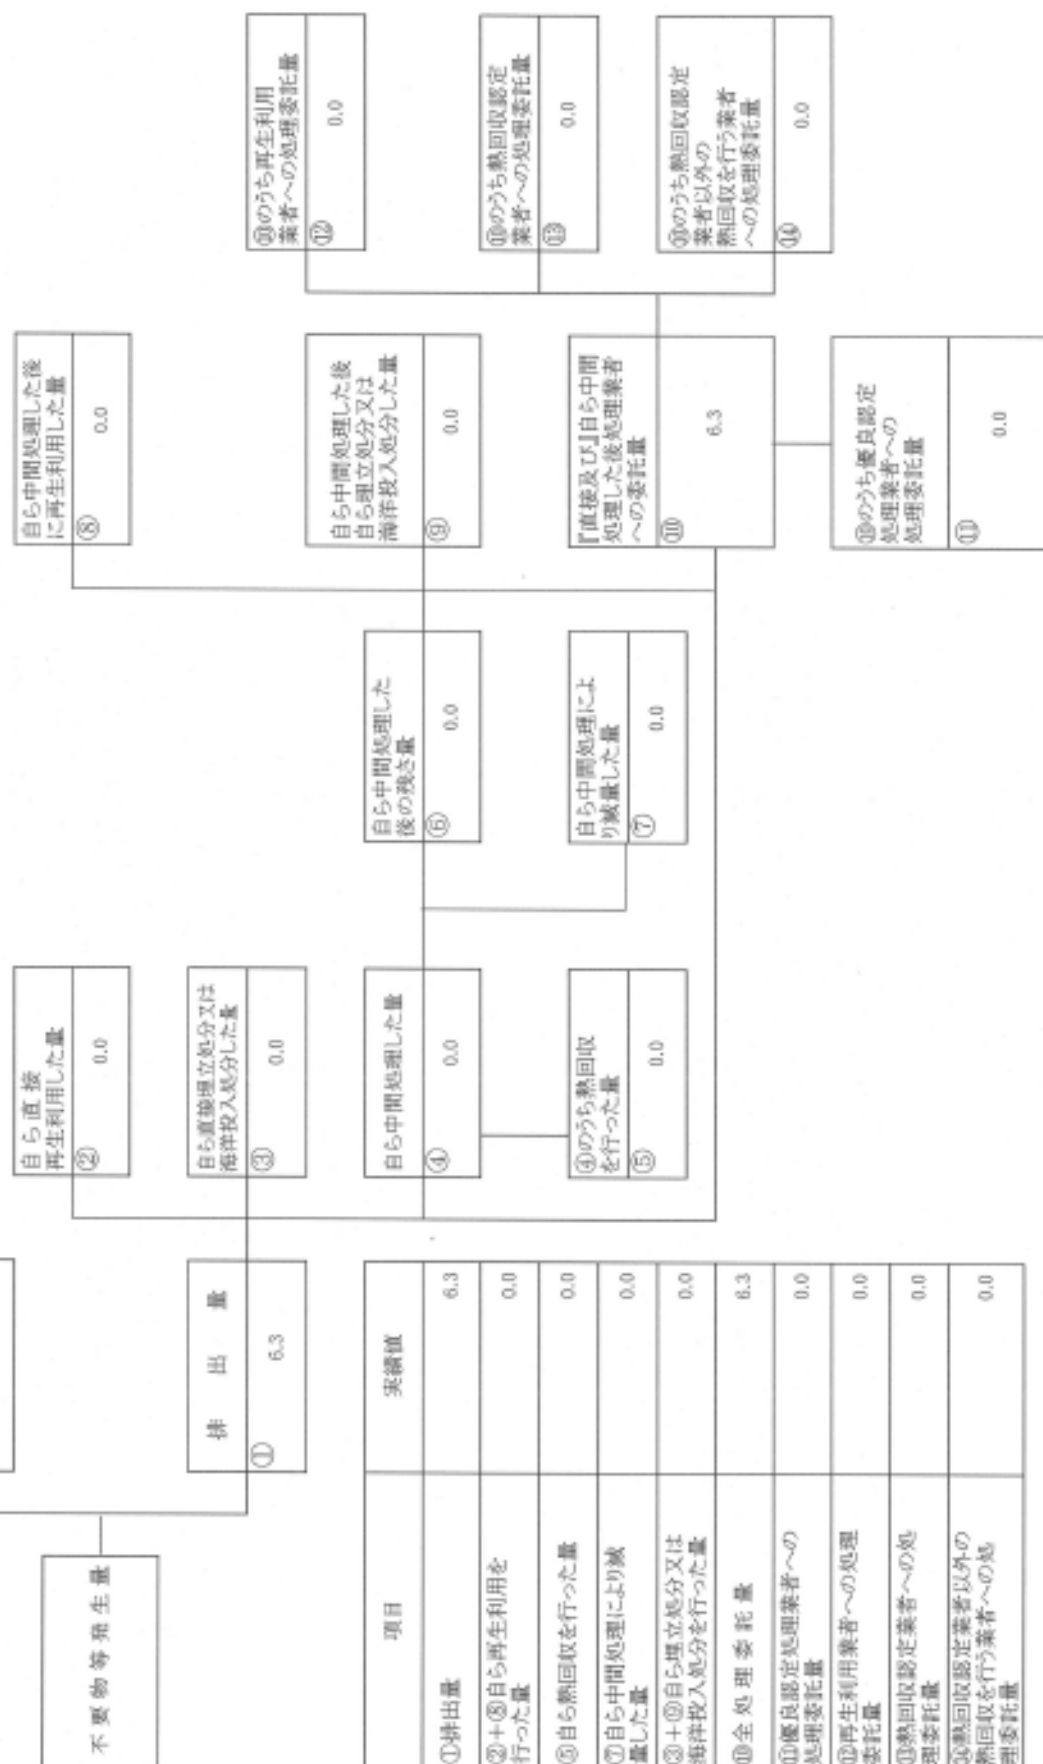 不要物等発生量
排出量
①
6.3
自ら直接
再生利用した量
②
0.0
自ら直接埋立処分又は
海洋投入処分した量
③
0.0
自ら中間処理した量
④
0.0
④のうち熱回収
を行った量
⑤
0.0
自ら中間処理した
後の残さ量
⑥
0.0
自ら中間処理によ
り減量した量
⑦
0.0
自ら中間処理した後
に再生利用した量
⑧
0.0
自ら中間処理した後
自ら埋立処分又は
海洋投入処分した量
⑨
0.0
『直接及び』自ら中間
処理した後処理業者
への委託量
⑩
6.3
⑩のうち優良認定
処理業者への
処理委託量
⑪
0.0
⑩のうち再生利用
業者への処理委託量
⑫
0.0
⑩のうち熱回収認定
業者への処理委託量
⑬
0.0
⑩のうち熱回収認定
業者以外の
熱回収を行う業者
への処理委託量
⑭
0.0
項目 実績値
①排出量 6.3
②+⑧自ら再生利用を
行った量 0.0
⑤自ら熱回収を行った量 0.0
⑦自ら中間処理により減
量した量 0.0
③+⑨自ら埋立処分又は
海洋投入処分を行った量 0.0
⑩全処理委託量 6.3
⑪優良認定処理業者への
処理委託量 0.0
⑫再生利用業者への処理
委託量 0.0
⑬熱回収認定業者への処
理委託量 0.0
⑭熱回収認定業者以外の
熱回収を行う業者への処
理委託量 0.0